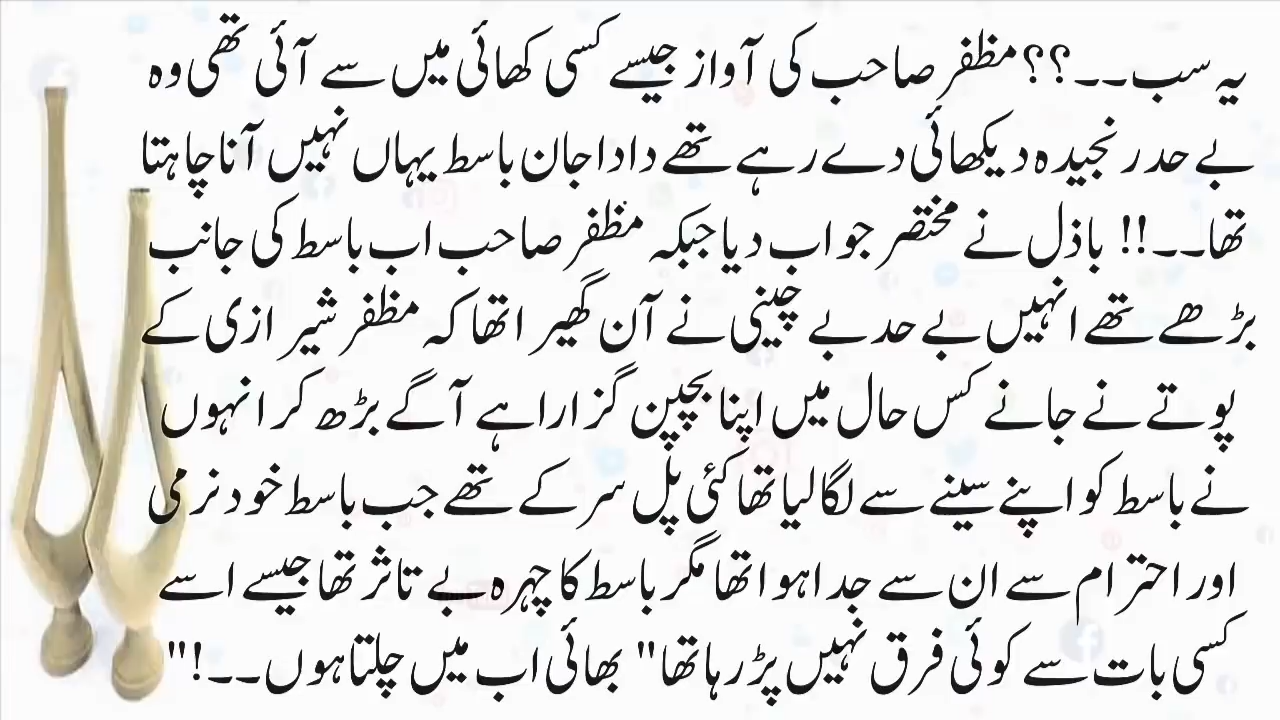 یہ سب۔۔؟؟ مظفر صاحب کی آواز جیسے کسی کھائی میں سے آئی تھی وہ
بے حد رنجیدہ دیکھائی دے رہے تھے دادا جان باسط یہاں نہیں آنا چاہتا
تھا۔۔!! باذل نے مختصر جواب دیا جبکہ مظفر صاحب اب باسط کی جانب
بڑھے تھے انہیں بے حد بے چینی نے آن گھیرا تھا کہ مظفر شیرازی کے
پوتے نے جانے کس حال میں اپنا بچپن گزارا ہے آگے بڑھ کر انہوں
نے باسط کو اپنے سینے سے لگا لیا تھا کئی پل سرکے تھے جب باسط خود نرمی
اور احترام سے ان سے جدا ہوا تھا مگر باسط کا چہرہ بے تاثر تھا جیسے اسے
کسی بات سے کوئی فرق نہیں پڑ رہا تھا" بھائی اب میں چلتا ہوں۔۔!"